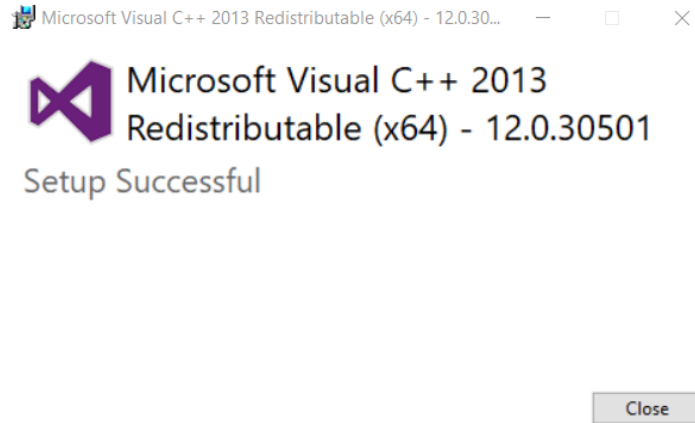 Microsoft Visual C++ 2013 Redistributable (x64) - 12.0.30...
Microsoft Visual C++ 2013
Redistributable (x64) - 12.0.30501
Setup Successful
Close